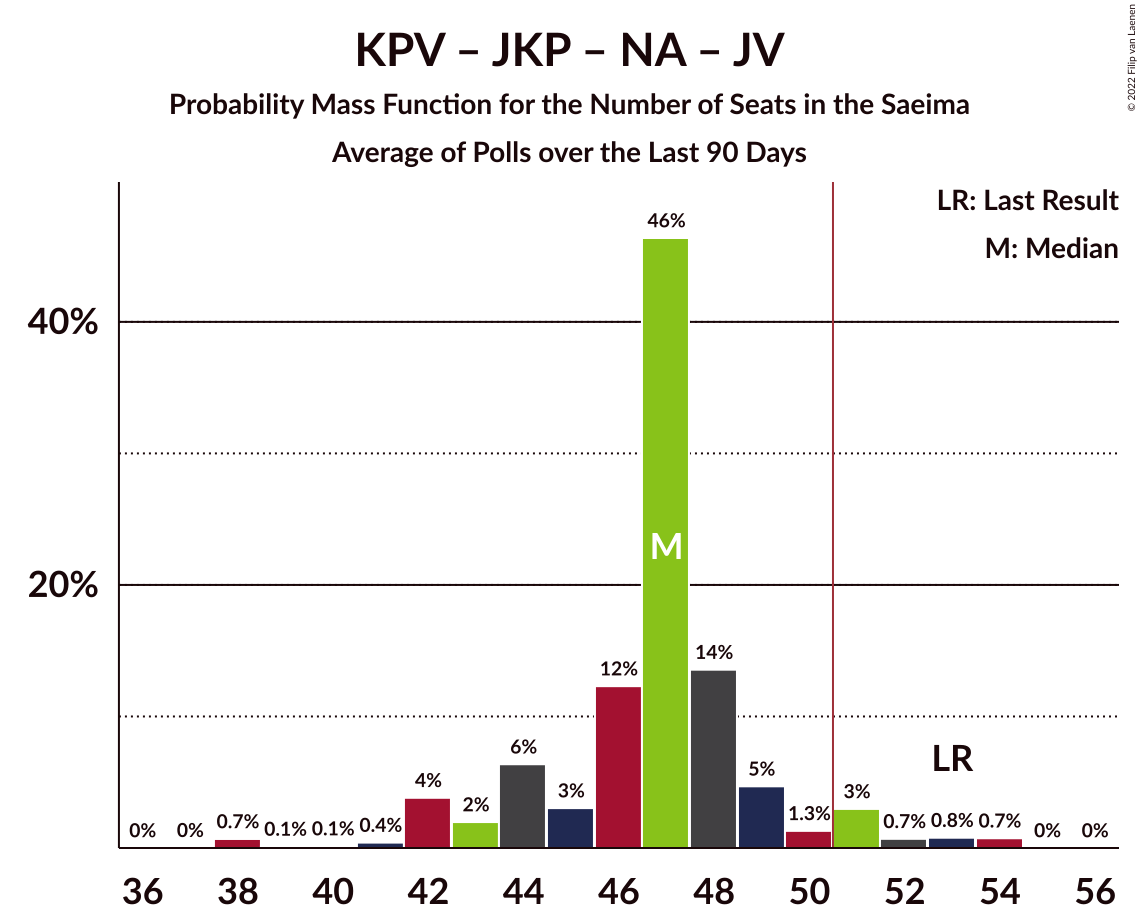 KPV – JKP – NA – JV
Probability Mass Function for the Number of Seats in the Saeima
Average of Polls over the Last 90 Days
© 2022 Filip van Laenen
LR: Last Result
M: Median
40%
20%
0% 0% 0.7% 0.1% 0.1% 0.4% 4% 2% 6% 3% 12% 46% 14% 5% 1.3% 3% 0.7% 0.8% 0.7% 0% 0%
M
LR
36 38 40 42 44 46 48 50 52 54 56